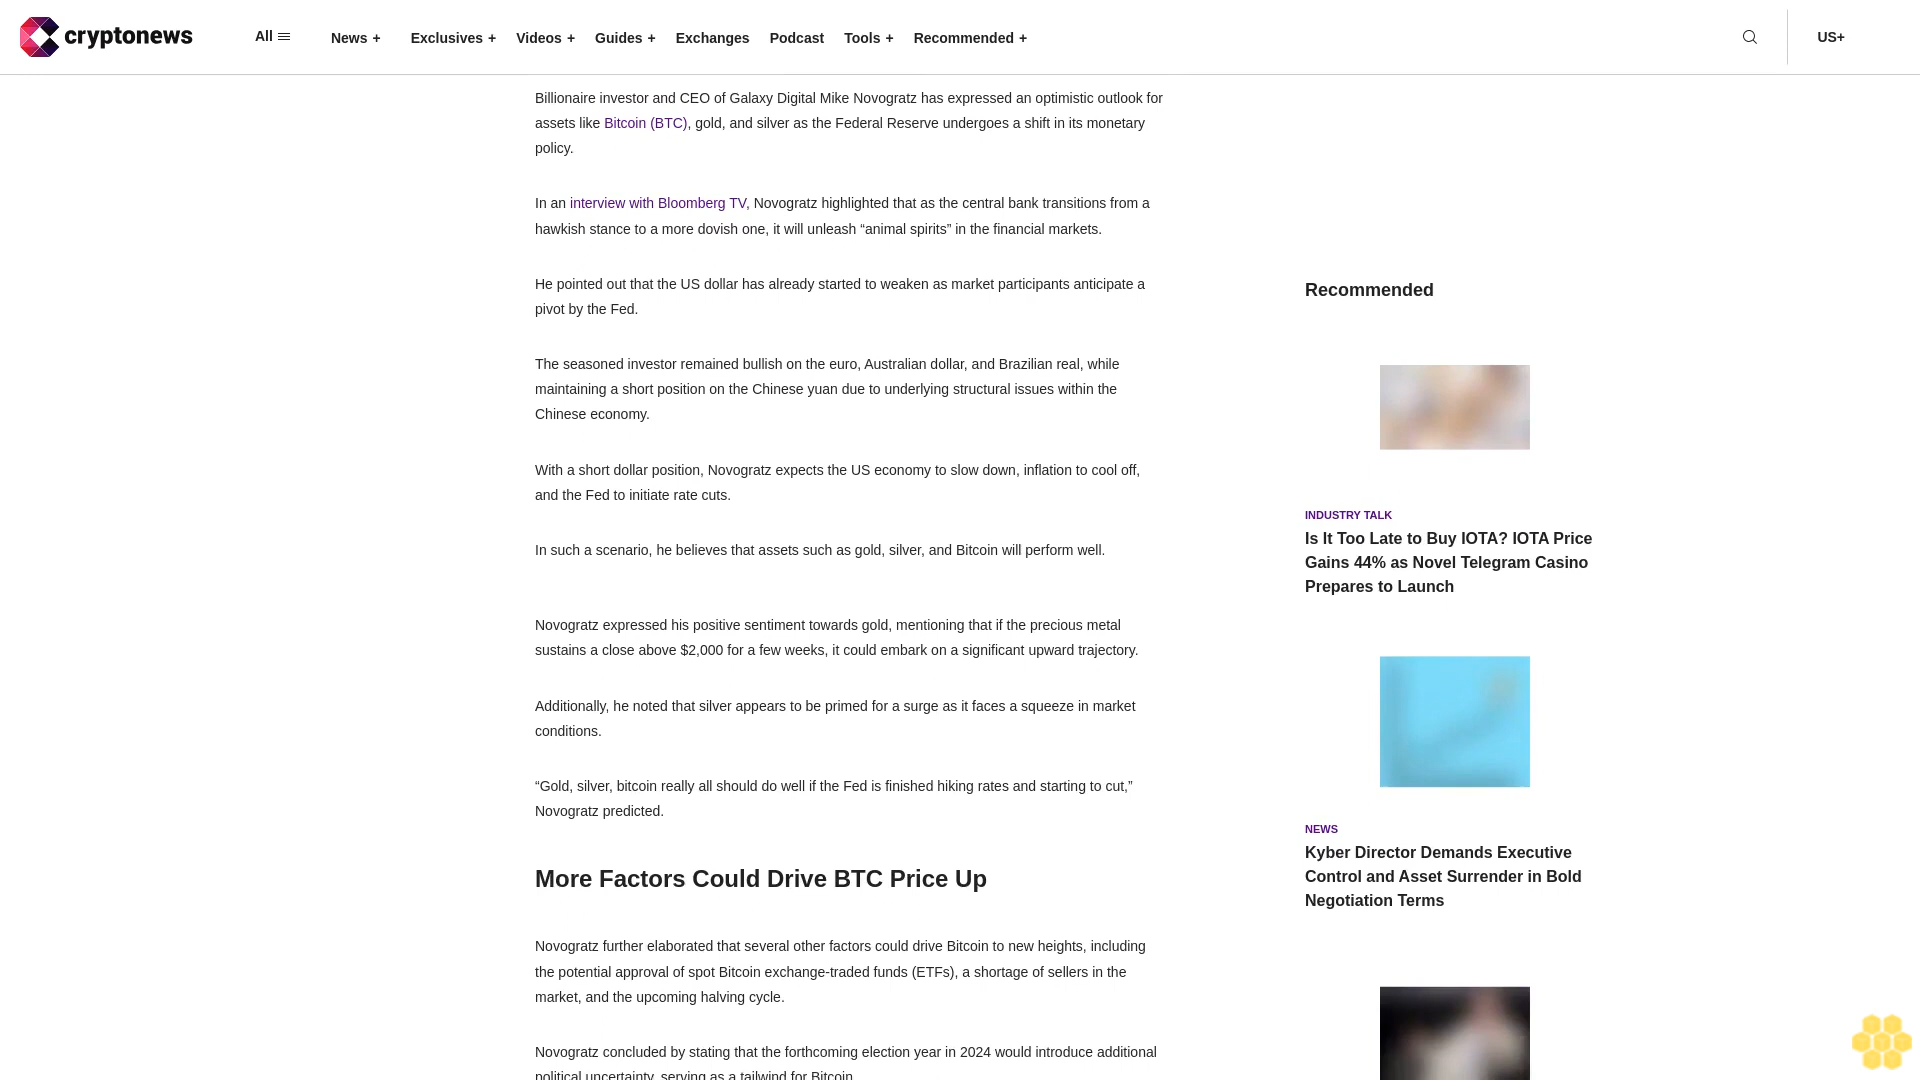 cryptonews
All
News +
Exclusives +
Videos +
Guides +
Exchanges
Podcast
Tools +
Recommended +
US+
Billionaire investor and CEO of Galaxy Digital Mike Novogratz has expressed an optimistic outlook for
assets like Bitcoin (BTC), gold, and silver as the Federal Reserve undergoes a shift in its monetary
policy.
In an interview with Bloomberg TV, Novogratz highlighted that as the central bank transitions from a
hawkish stance to a more dovish one, it will unleash “animal spirits” in the financial markets.
He pointed out that the US dollar has already started to weaken as market participants anticipate a
pivot by the Fed.
The seasoned investor remained bullish on the euro, Australian dollar, and Brazilian real, while
maintaining a short position on the Chinese yuan due to underlying structural issues within the
Chinese economy.
With a short dollar position, Novogratz expects the US economy to slow down, inflation to cool off,
and the Fed to initiate rate cuts.
In such a scenario, he believes that assets such as gold, silver, and Bitcoin will perform well.
Novogratz expressed his positive sentiment towards gold, mentioning that if the precious metal
sustains a close above $2,000 for a few weeks, it could embark on a significant upward trajectory.
Additionally, he noted that silver appears to be primed for a surge as it faces a squeeze in market
conditions.
“Gold, silver, bitcoin really all should do well if the Fed is finished hiking rates and starting to cut,”
Novogratz predicted.
More Factors Could Drive BTC Price Up
Novogratz further elaborated that several other factors could drive Bitcoin to new heights, including
the potential approval of spot Bitcoin exchange-traded funds (ETFs), a shortage of sellers in the
market, and the upcoming halving cycle.
Novogratz concluded by stating that the forthcoming election year in 2024 would introduce additional
political uncertainty, serving as a tailwind for Bitcoin.
Recommended
INDUSTRY TALK
Is It Too Late to Buy IOTA? IOTA Price
Gains 44% as Novel Telegram Casino
Prepares to Launch
NEWS
Kyber Director Demands Executive
Control and Asset Surrender in Bold
Negotiation Terms